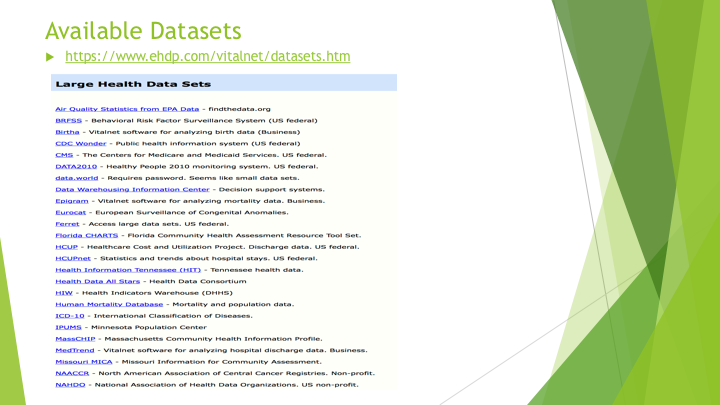 Available Datasets
https://www.ehdp.com/vitalnet/datasets.htm
Large Health Data Sets
Air Quality Statistics from EPA Data - findthedata.org
BRFSS - Behavioral Risk Factor Surveillance System (US federal)
Birtha - Vitalnet software for analyzing birth data (Business)
CDC Wonder - Public health information system (US federal)
CMS - The Centers for Medicare and Medicaid Services. US federal.
DATA2010 - Healthy People 2010 monitoring system. US federal.
data.world - Requires password. Seems like small data sets.
Data Warehousing Information Center - Decision support systems.
Epigram - Vitalnet software for analyzing mortality data. Business.
Eurocat - European Surveillance of Congenital Anomalies.
Ferret - Access large data sets. US federal.
Florida CHARTS - Florida Community Health Assessment Resource Tool Set.
HCUP - Healthcare Cost and Utilization Project. Discharge data. US federal.
HCUPnet - Statistics and trends about hospital stays. US federal.
Health Information Tennessee (HIT) - Tennessee health data.
Health Data All Stars - Health Data Consortium
HIW - Health Indicators Warehouse (DHHS)
Human Mortality Database - Mortality and population data.
ICD-10 - International Classification of Diseases.
IPUMS - Minnesota Population Center
MassCHIP - Massachusetts Community Health Information Profile.
MedTrend - Vitalnet software for analyzing hospital discharge data. Business.
Missouri MICA - Missouri Information for Community Assessment.
NAACCR - North American Association of Central Cancer Registries. Non-profit.
NAHDO - National Association of Health Data Organizations. US non-profit.